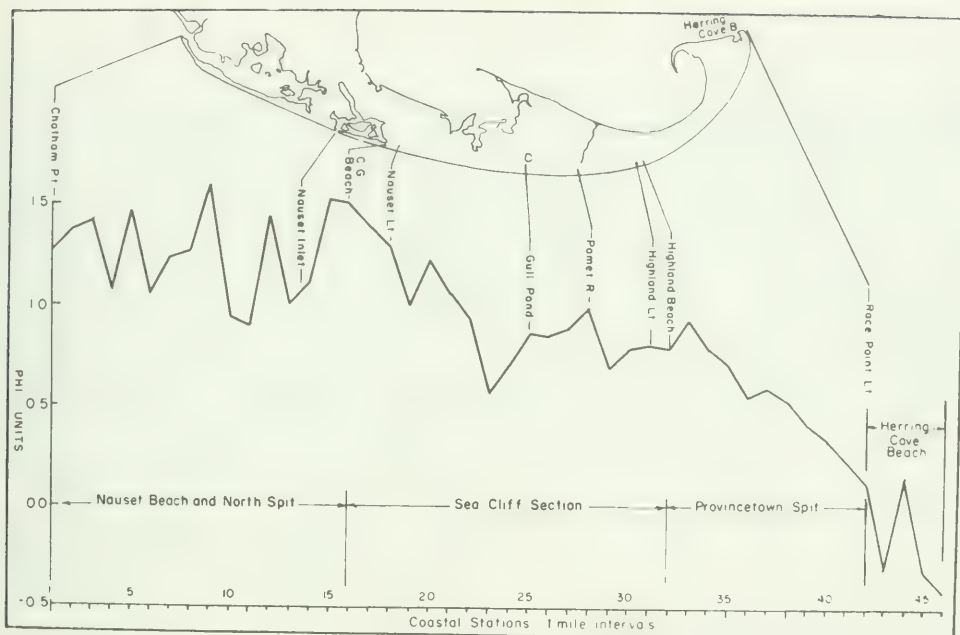 Herring
Cove B
Chatham Pt
Nauset Inlet
C G
Beach
Nauset Lt
C
Gull Pond
Pamet R
Highland Lt
Highland Beach
Race Point Lt
1.5
1.0
0.5
0.0
-0.5
PHI UNITS
Herring
Cove
Beach
Nauset Beach and North Spit
Sea Cliff Section
Provincetown Spit
5 10 15 20 25 30 35 40 45
Coastal Stations 1 mile intervals